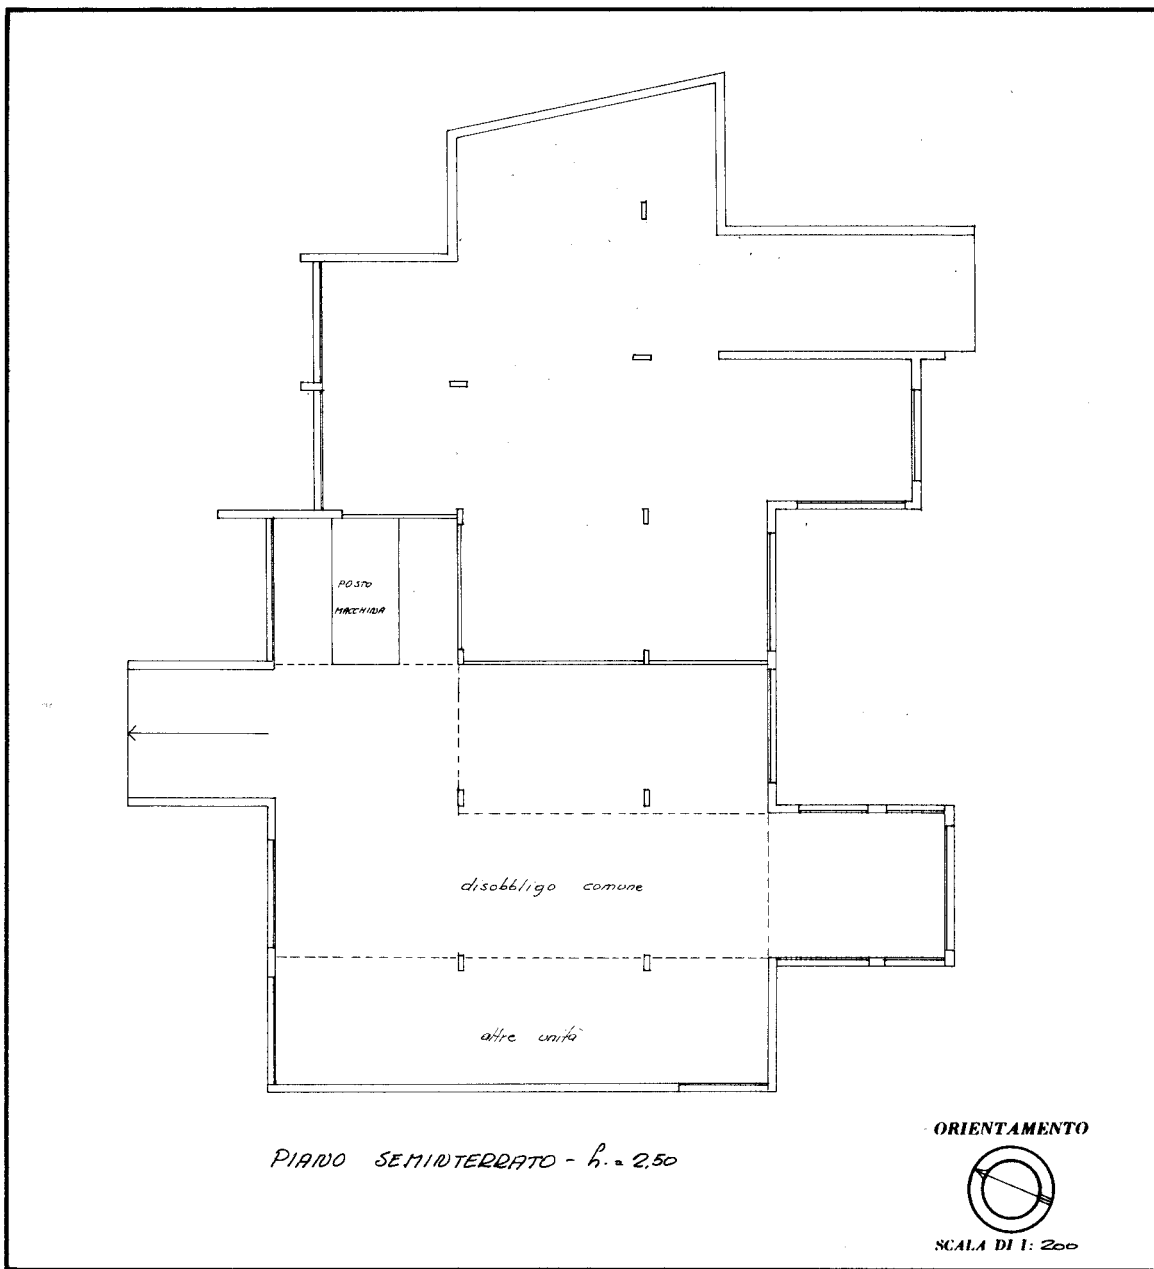 POSTO
MACCHINA
disobbligo comune
altre unità
PIANO SEMINTERRATO - h. = 2,50
ORIENTAMENTO
SCALA DI 1: 200